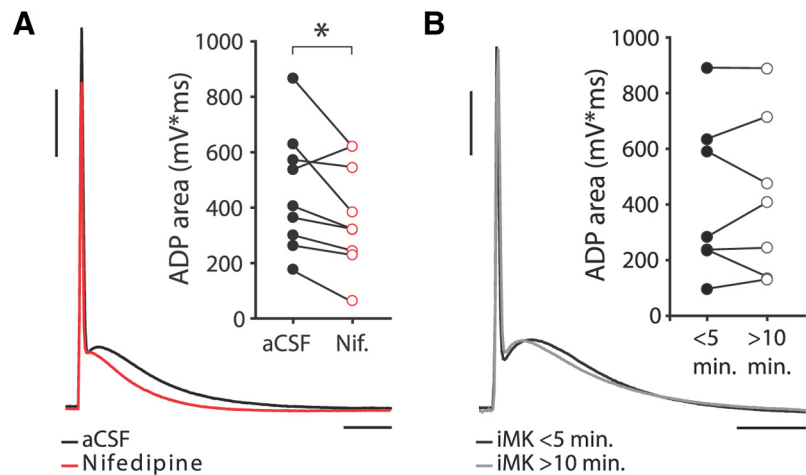 A
ADP area (mV*ms)
1000
800
600
400
200
0
*
aCSF Nif.
aCSF
Nifedipine
B
ADP area (mV*ms)
1000
800
600
400
200
0
<5 >10
min. min.
iMK <5 min.
iMK >10 min.